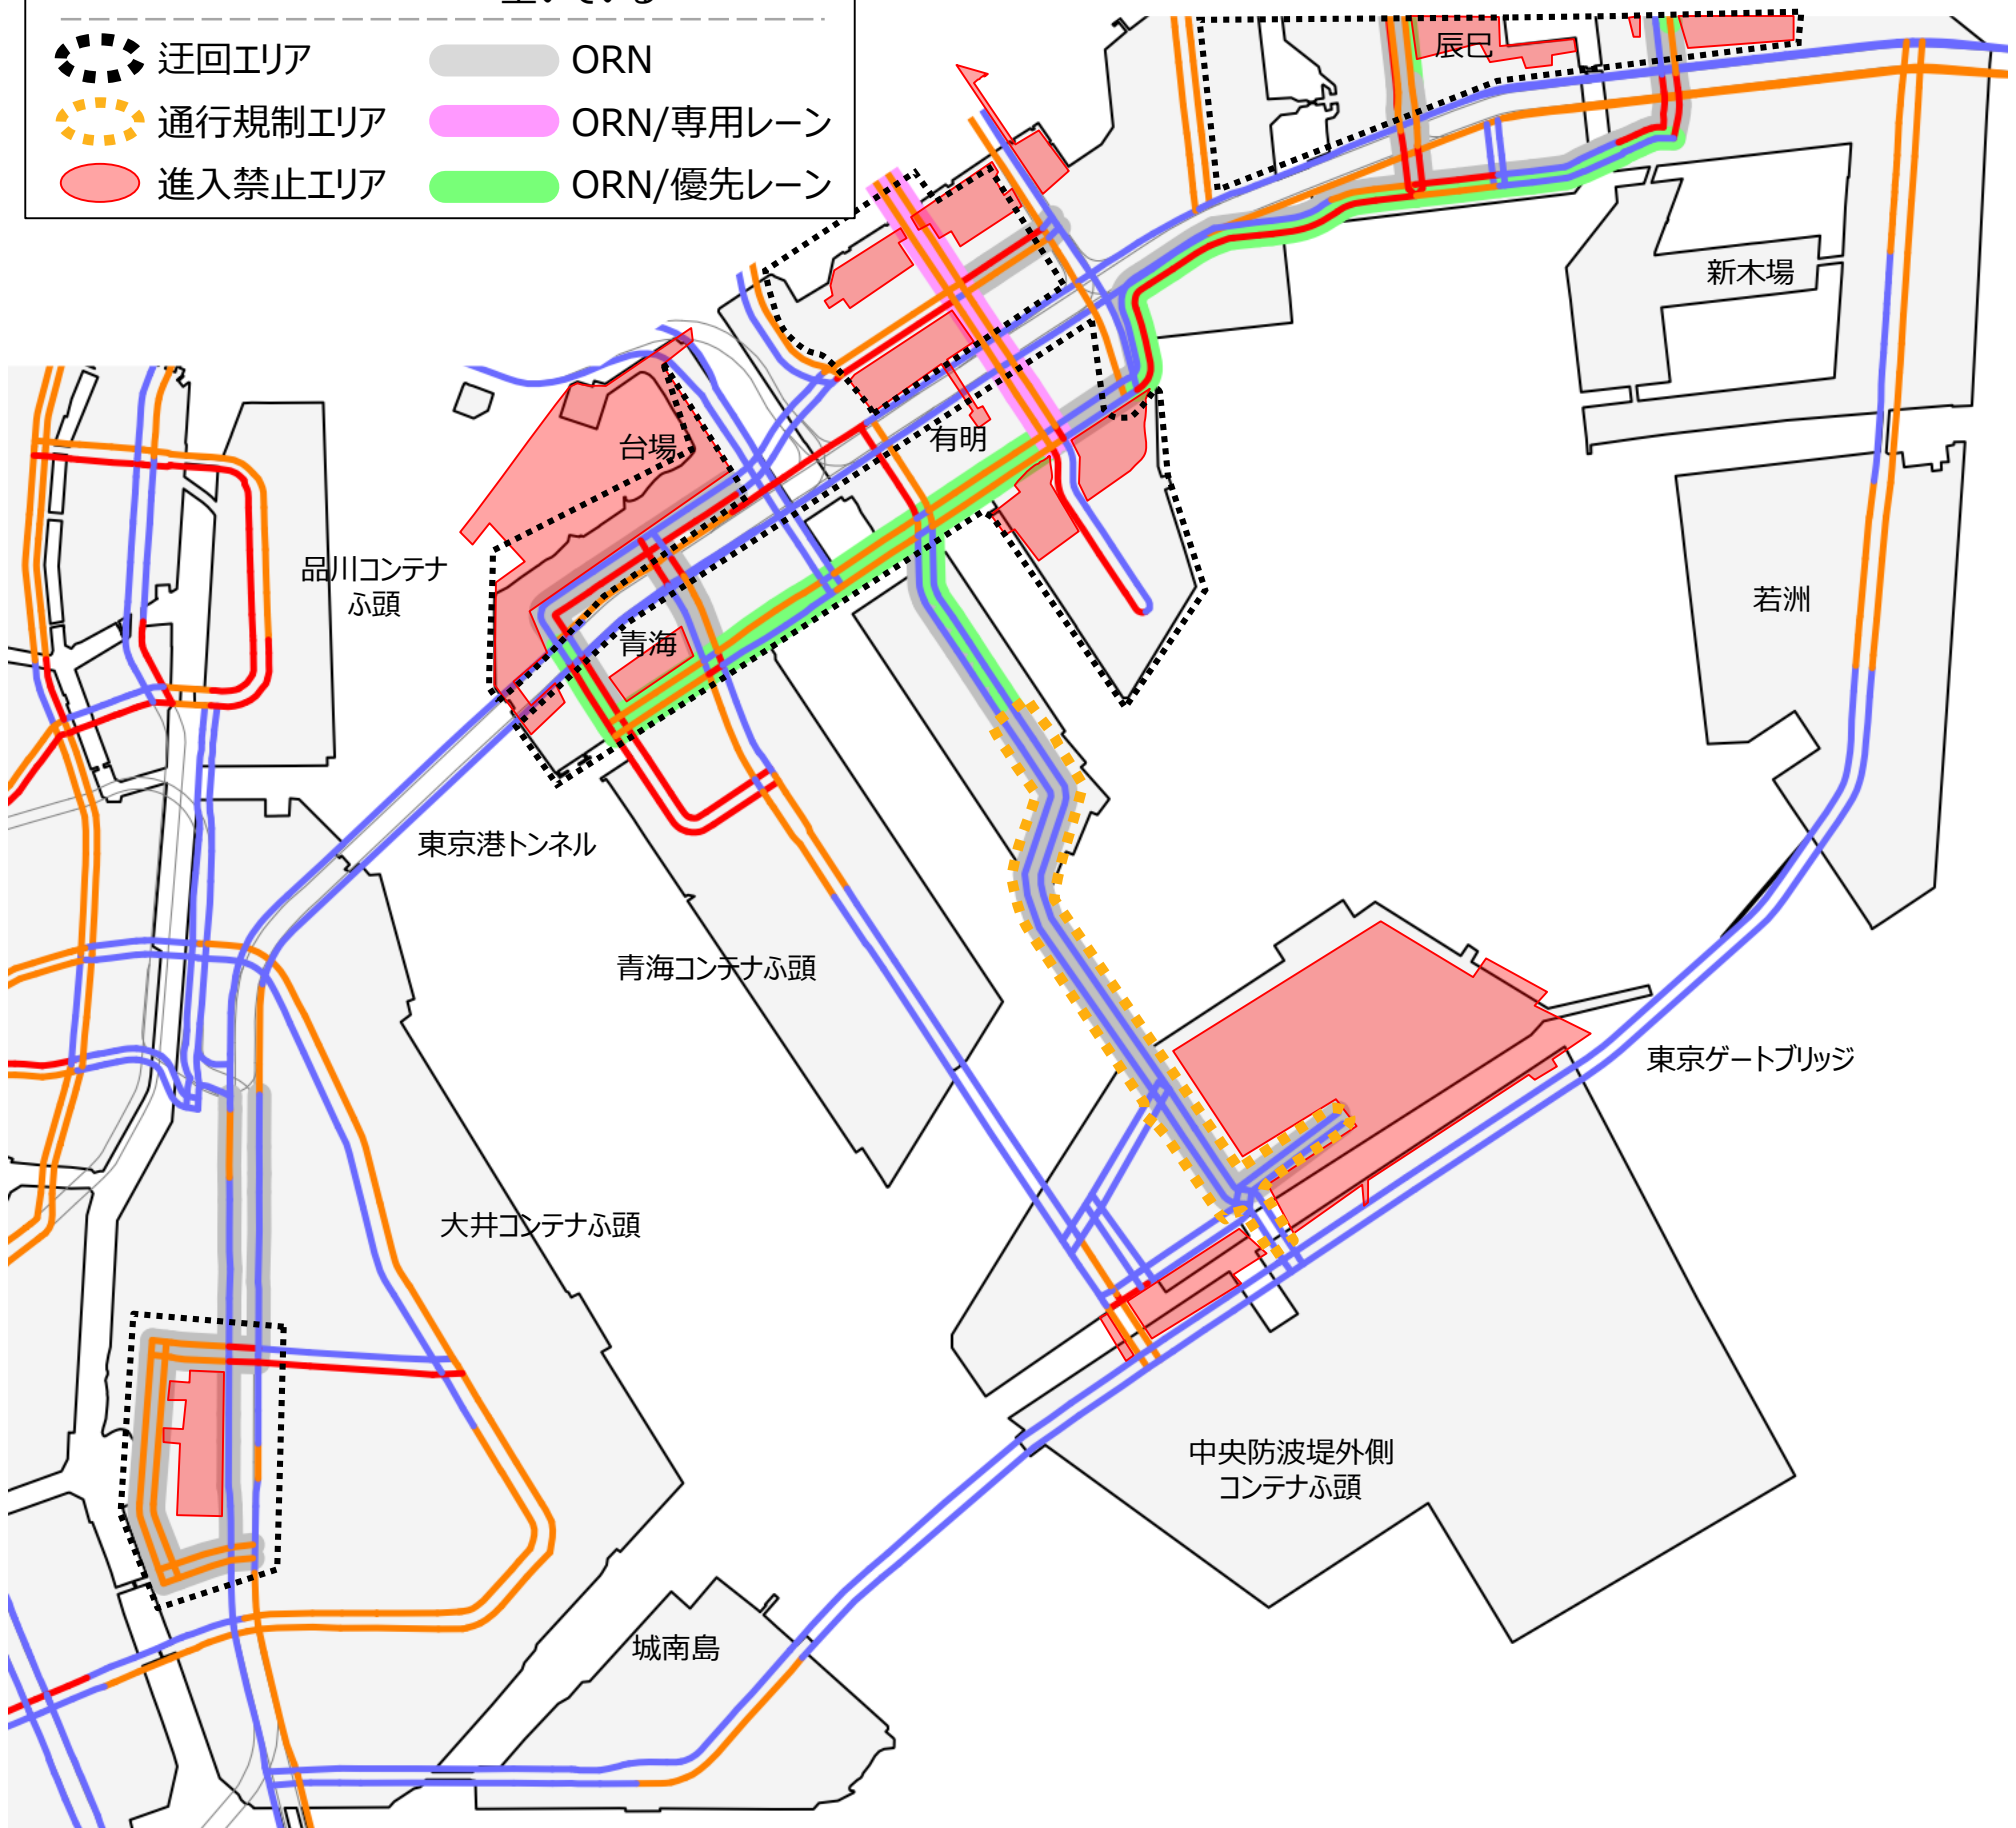 空いている
迂回エリア
ORN
通行規制エリア
ORN/専用レーン
進入禁止エリア
ORN/優先レーン
辰巳
新木場
台場
有明
品川コンテナ
ふ頭
若洲
青海
東京港トンネル
青海コンテナふ頭
東京ゲートブリッジ
大井コンテナふ頭
中央防波堤外側
コンテナふ頭
城南島